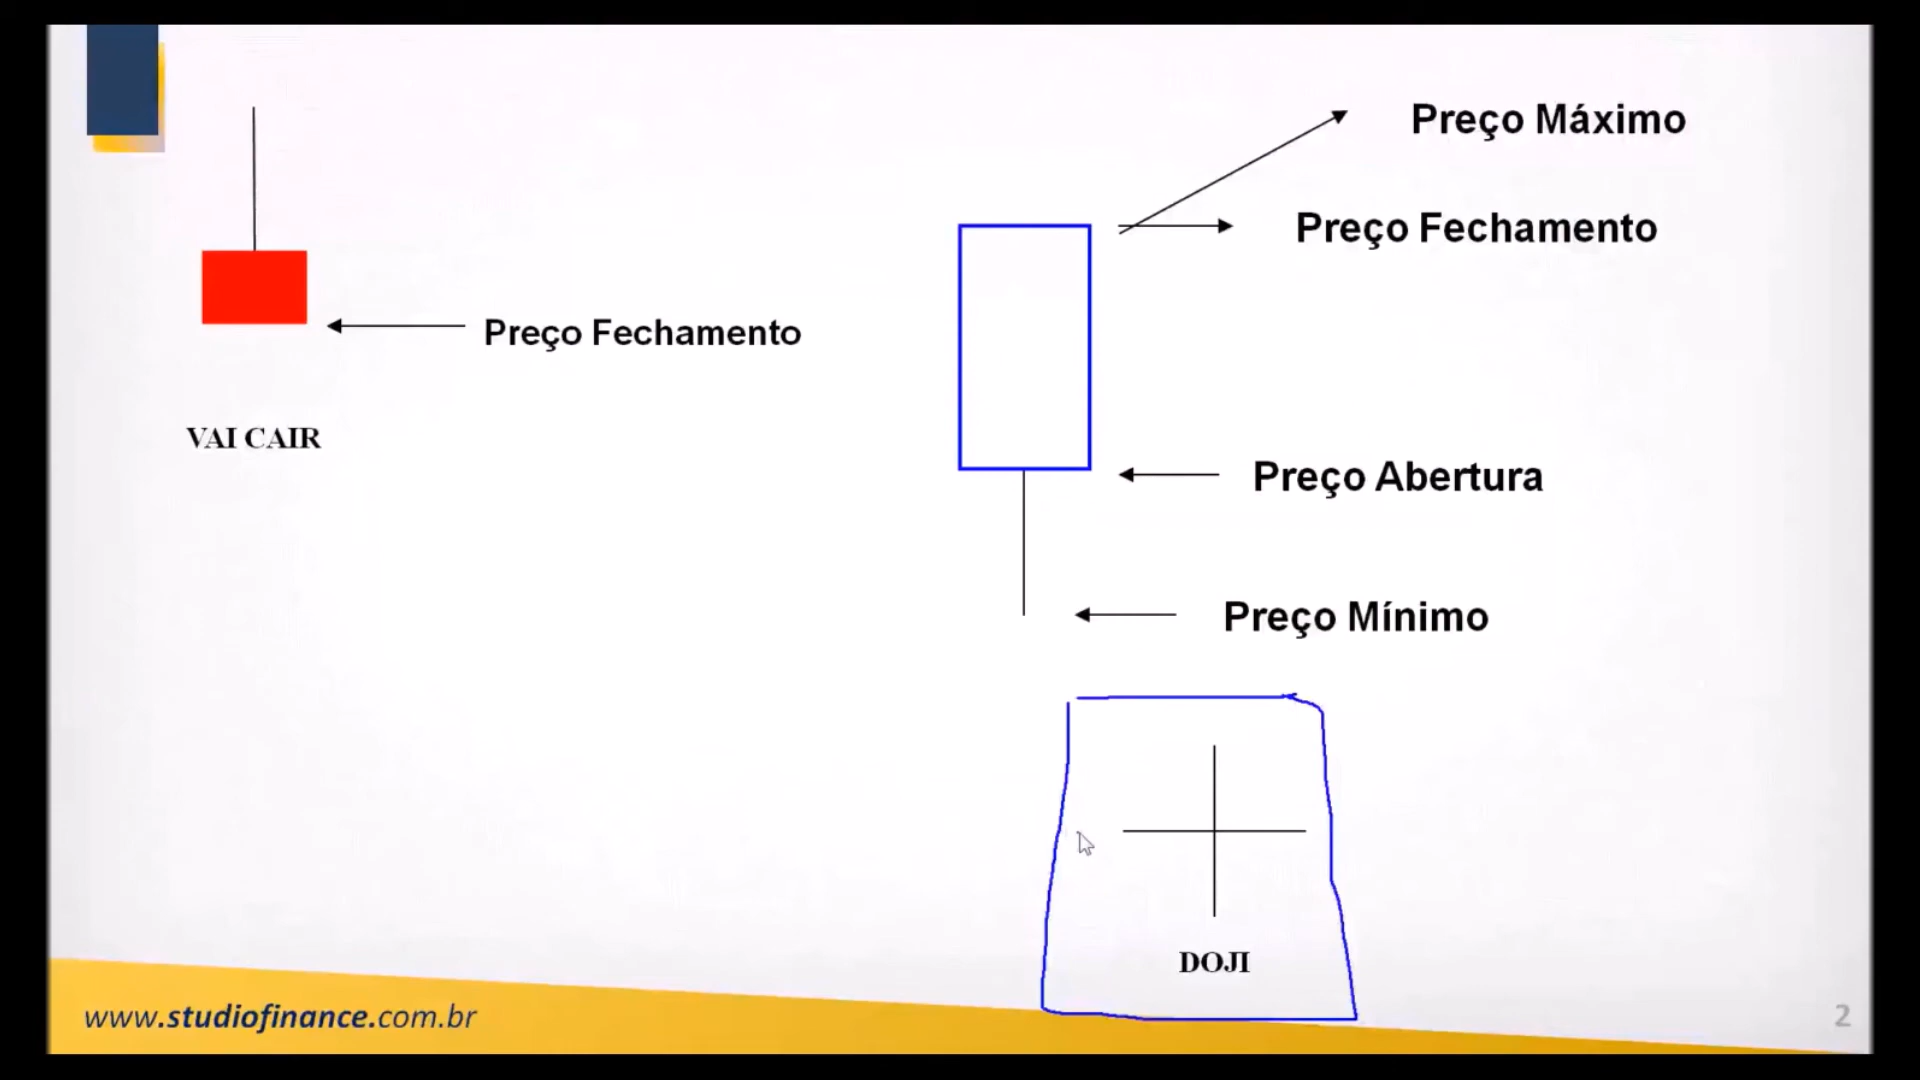 Preço Máximo
Preço Fechamento
Preço Fechamento
VAI CAIR
Preço Abertura
Preço Mínimo
DOJI
www.studiofinance.com.br
2